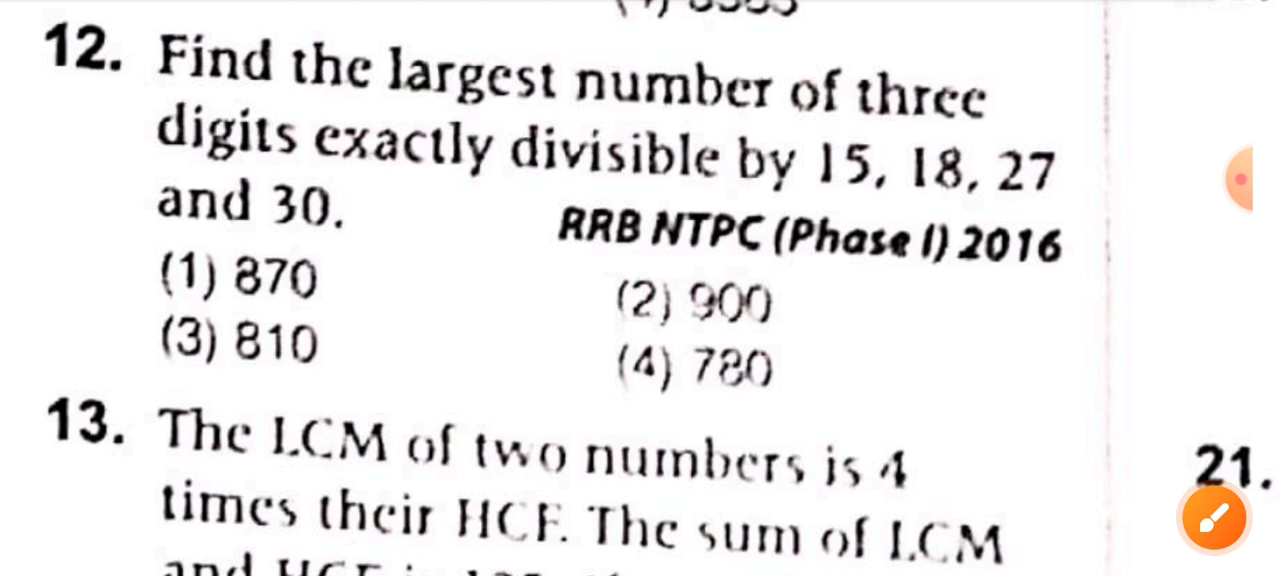 12. Find the largest number of three
digits exactly divisible by 15, 18, 27
and 30.
RRB NTPC (Phase I) 2016
(1) 870
(2) 900
(3) 810
(4) 780
13. The LCM of two numbers is 4
times their HCF. The sum of LCM
21.